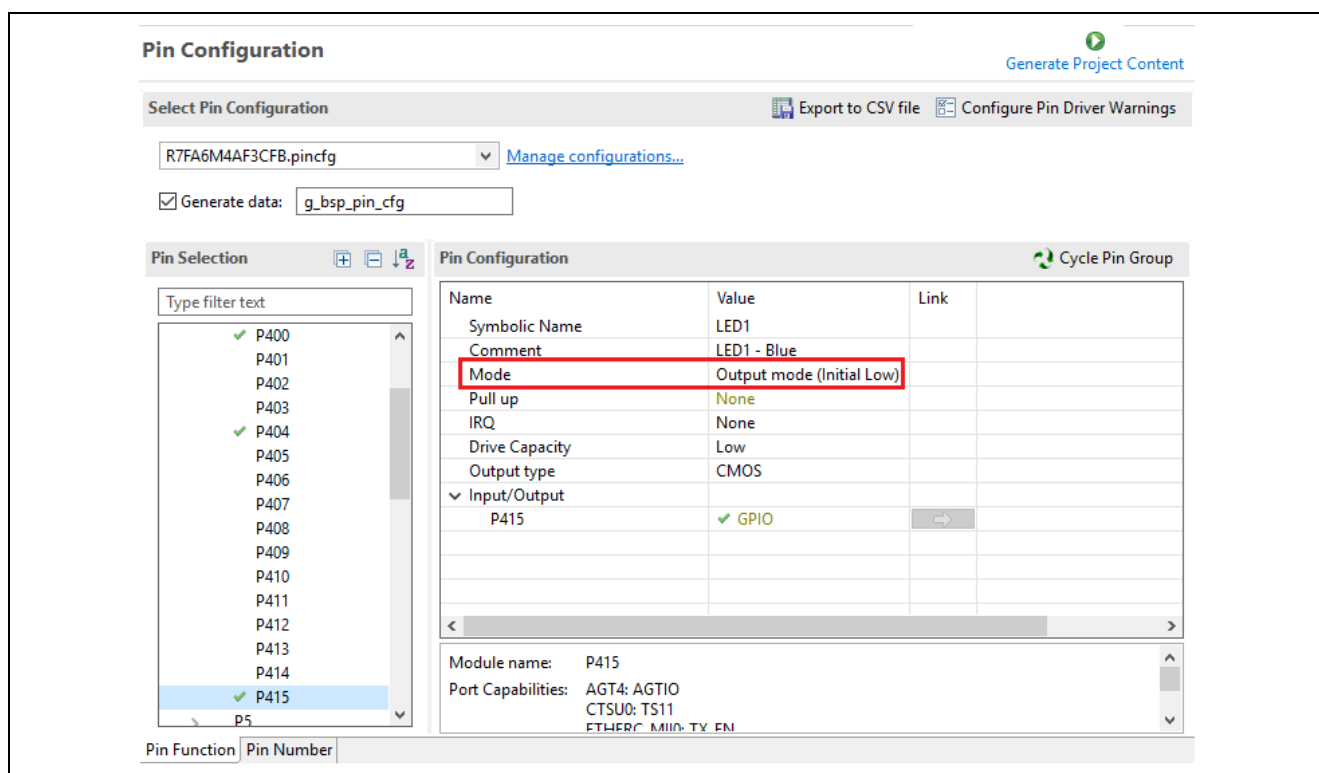 Pin Configuration
Generate Project Content
Select Pin Configuration
Export to CSV file Configure Pin Driver Warnings
R7FA6M4AF3CFB.pincfg Manage configurations...
Generate data: g_bsp_pin_cfg
Pin Selection
Type filter text
P400
P401
P402
P403
P404
P405
P406
P407
P408
P409
P410
P411
P412
P413
P414
P415
P5
Pin Configuration Cycle Pin Group
Name Value Link
Symbolic Name LED1
Comment LED1 - Blue
Mode Output mode (Initial Low)
Pull up None
IRQ None
Drive Capacity Low
Output type CMOS
Input/Output
P415 GPIO
Module name: P415
Port Capabilities: AGT4: AGTIO
CTSU0: TS11
ETHERC_MII0: TX_EN
Pin Function Pin Number